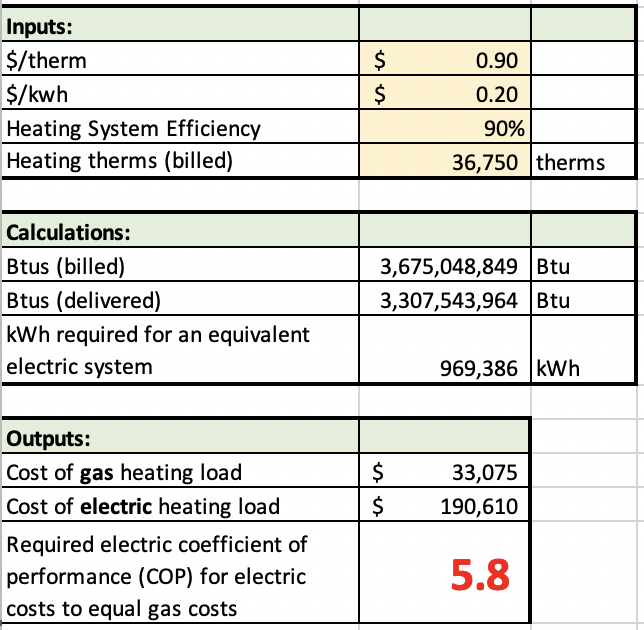 Inputs:
$/therm $ 0.90
$/kwh $ 0.20
Heating System Efficiency 90%
Heating therms (billed) 36,750 therms
Calculations:
Btus (billed) 3,675,048,849 Btu
Btus (delivered) 3,307,543,964 Btu
kWh required for an equivalent
electric system 969,386 kWh
Outputs:
Cost of gas heating load $ 33,075
Cost of electric heating load $ 190,610
Required electric coefficient of
performance (COP) for electric 5.8
costs to equal gas costs